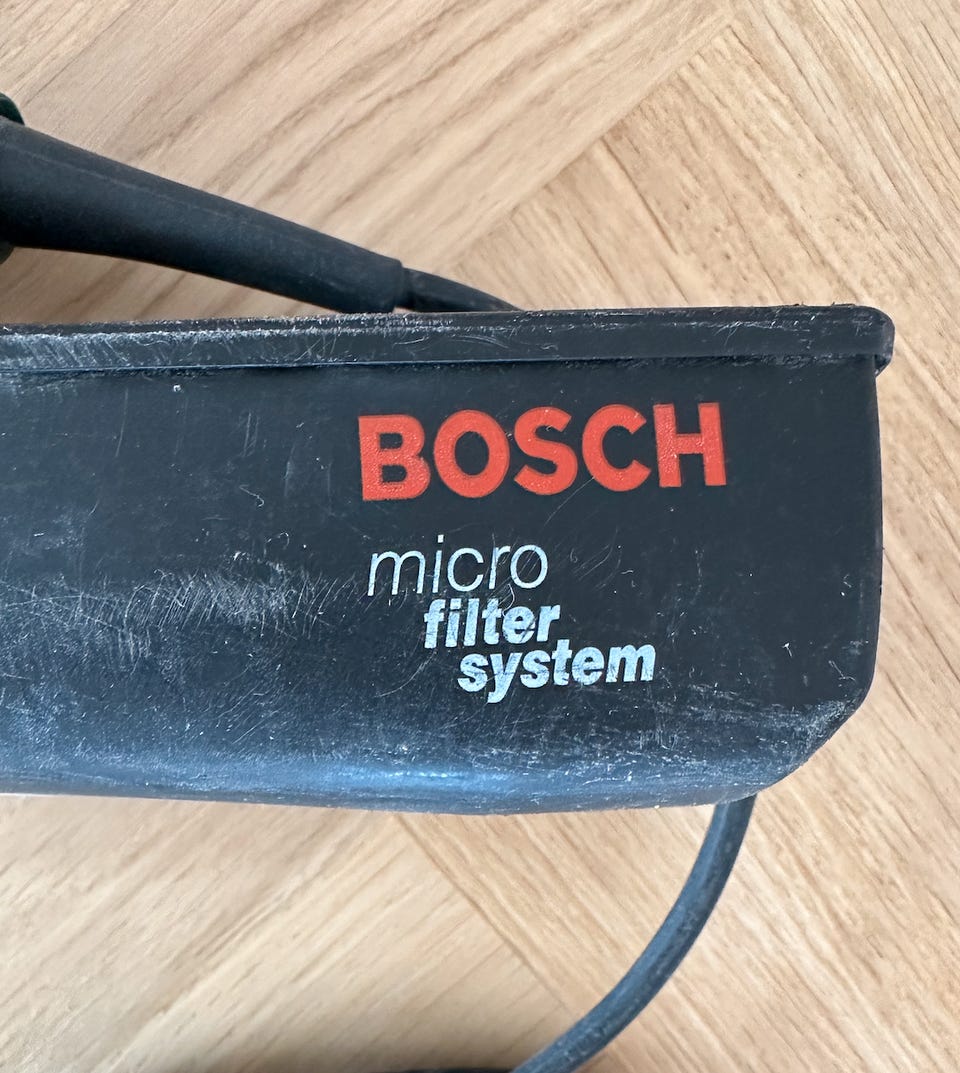 BOSCH
micro
filter
system